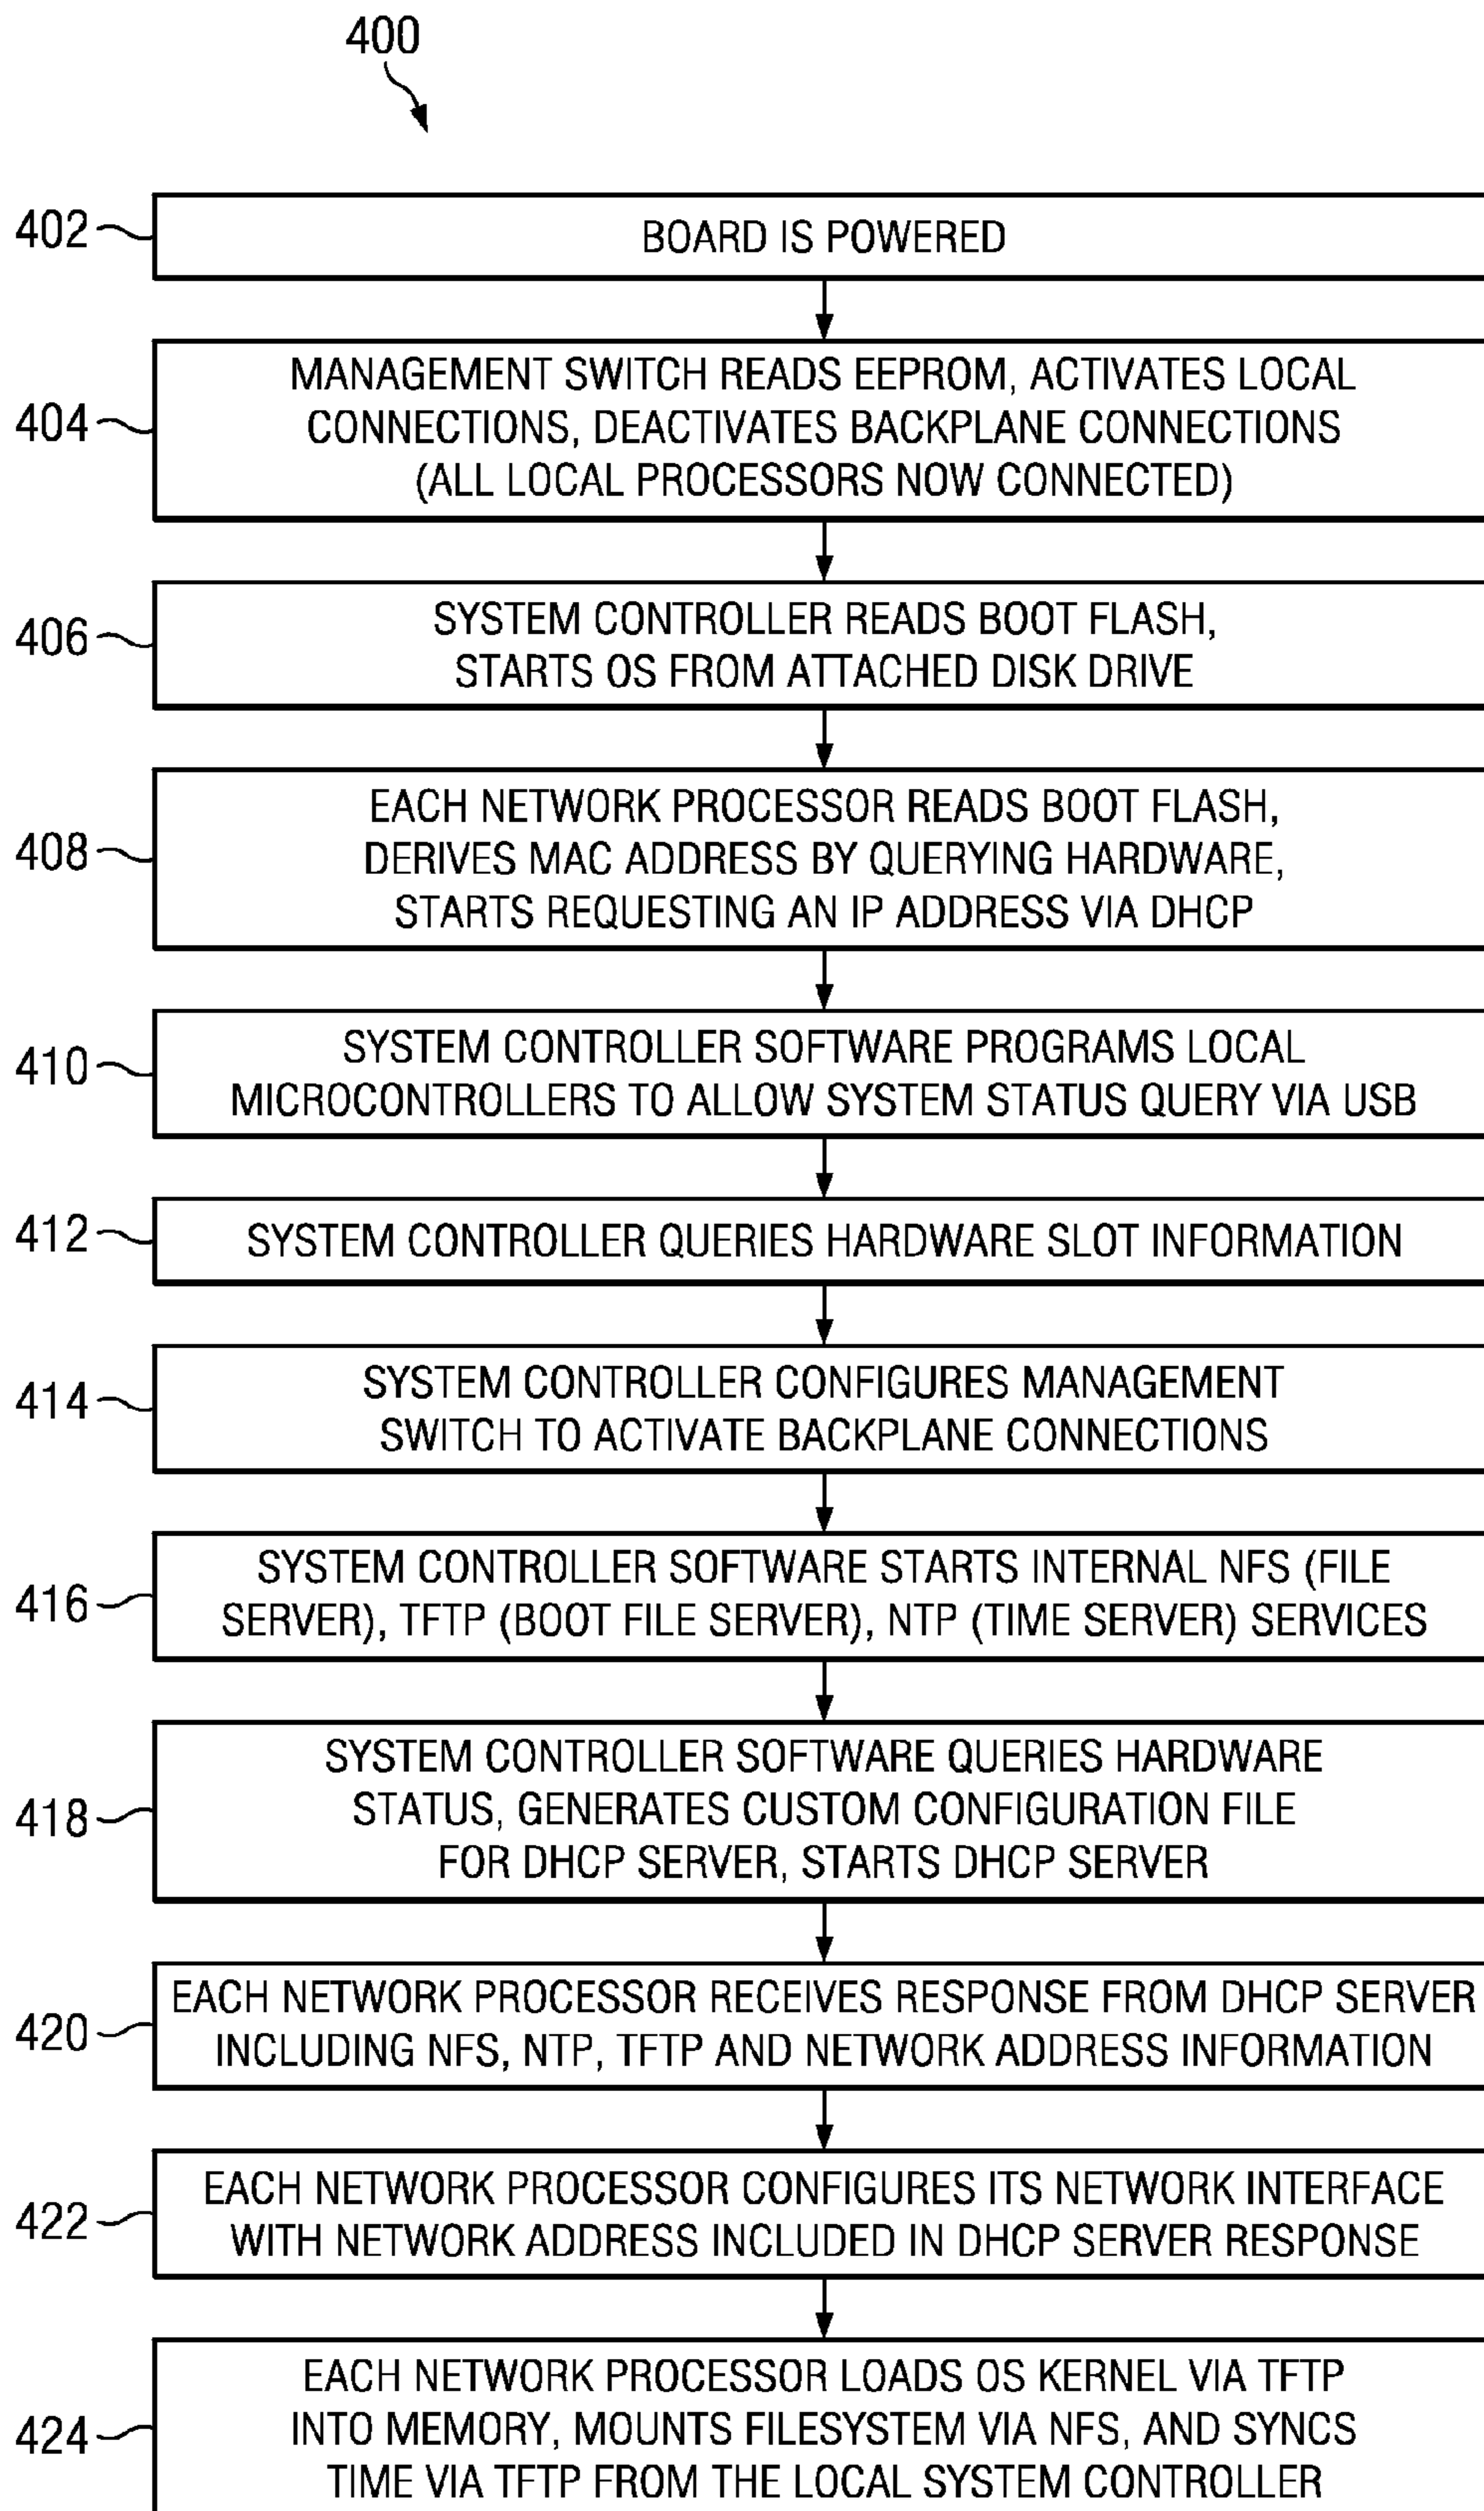 400
402
BOARD IS POWERED
404
MANAGEMENT SWITCH READS EEPROM, ACTIVATES LOCAL
CONNECTIONS, DEACTIVATES BACKPLANE CONNECTIONS
(ALL LOCAL PROCESSORS NOW CONNECTED)
406
SYSTEM CONTROLLER READS BOOT FLASH,
STARTS OS FROM ATTACHED DISK DRIVE
408
EACH NETWORK PROCESSOR READS BOOT FLASH,
DERIVES MAC ADDRESS BY QUERYING HARDWARE,
STARTS REQUESTING AN IP ADDRESS VIA DHCP
410
SYSTEM CONTROLLER SOFTWARE PROGRAMS LOCAL
MICROCONTROLLERS TO ALLOW SYSTEM STATUS QUERY VIA USB
412
SYSTEM CONTROLLER QUERIES HARDWARE SLOT INFORMATION
414
SYSTEM CONTROLLER CONFIGURES MANAGEMENT
SWITCH TO ACTIVATE BACKPLANE CONNECTIONS
416
SYSTEM CONTROLLER SOFTWARE STARTS INTERNAL NFS (FILE
SERVER), TFTP (BOOT FILE SERVER), NTP (TIME SERVER) SERVICES
418
SYSTEM CONTROLLER SOFTWARE QUERIES HARDWARE
STATUS, GENERATES CUSTOM CONFIGURATION FILE
FOR DHCP SERVER, STARTS DHCP SERVER
420
EACH NETWORK PROCESSOR RECEIVES RESPONSE FROM DHCP SERVER
INCLUDING NFS, NTP, TFTP AND NETWORK ADDRESS INFORMATION
422
EACH NETWORK PROCESSOR CONFIGURES ITS NETWORK INTERFACE
WITH NETWORK ADDRESS INCLUDED IN DHCP SERVER RESPONSE
424
EACH NETWORK PROCESSOR LOADS OS KERNEL VIA TFTP
INTO MEMORY, MOUNTS FILESYSTEM VIA NFS, AND SYNCS
TIME VIA TFTP FROM THE LOCAL SYSTEM CONTROLLER